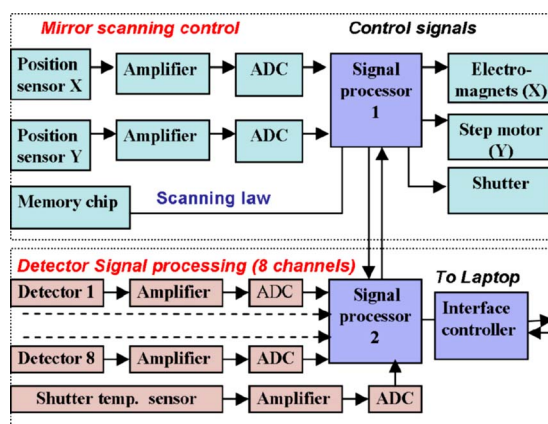 Mirror scanning control
Control signals
Position
sensor X
Amplifier
ADC
Signal
processor
1
Electro-
magnets (X)
Position
sensor Y
Amplifier
ADC
Step motor
(Y)
Memory chip
Scanning law
Shutter
Detector Signal processing (8 channels)
To Laptop
Detector 1
Amplifier
ADC
Signal
processor
2
Interface
controller
Detector 8
Amplifier
ADC
Shutter temp. sensor
Amplifier
ADC